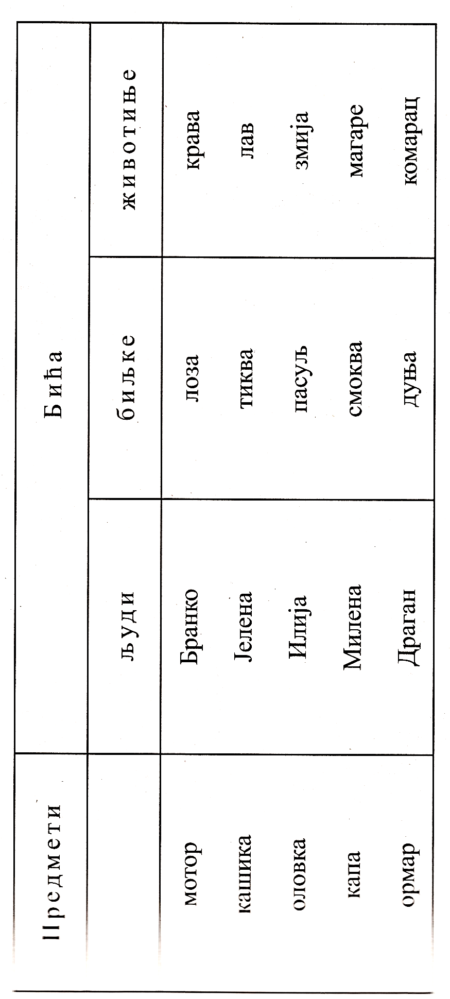 Предмети Бића
људи биљке животиње
мотор Бранко лоза крава
кашика Јелена тиква лав
оловка Илија пасуљ змија
капа Милена смоква магаре
ормар Драган дуња комарац